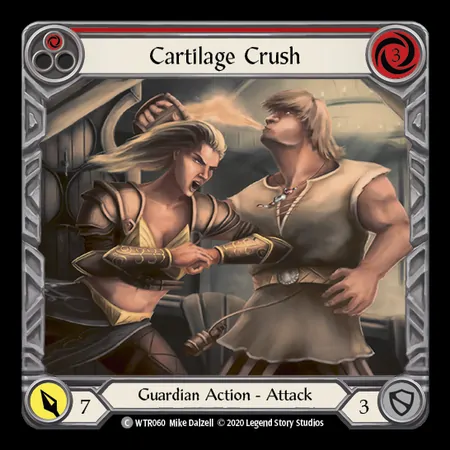 Cartilage Crush
3
Guardian Action - Attack
7
3
C WTR060 Mike Dalzell © 2020 Legend Story Studios